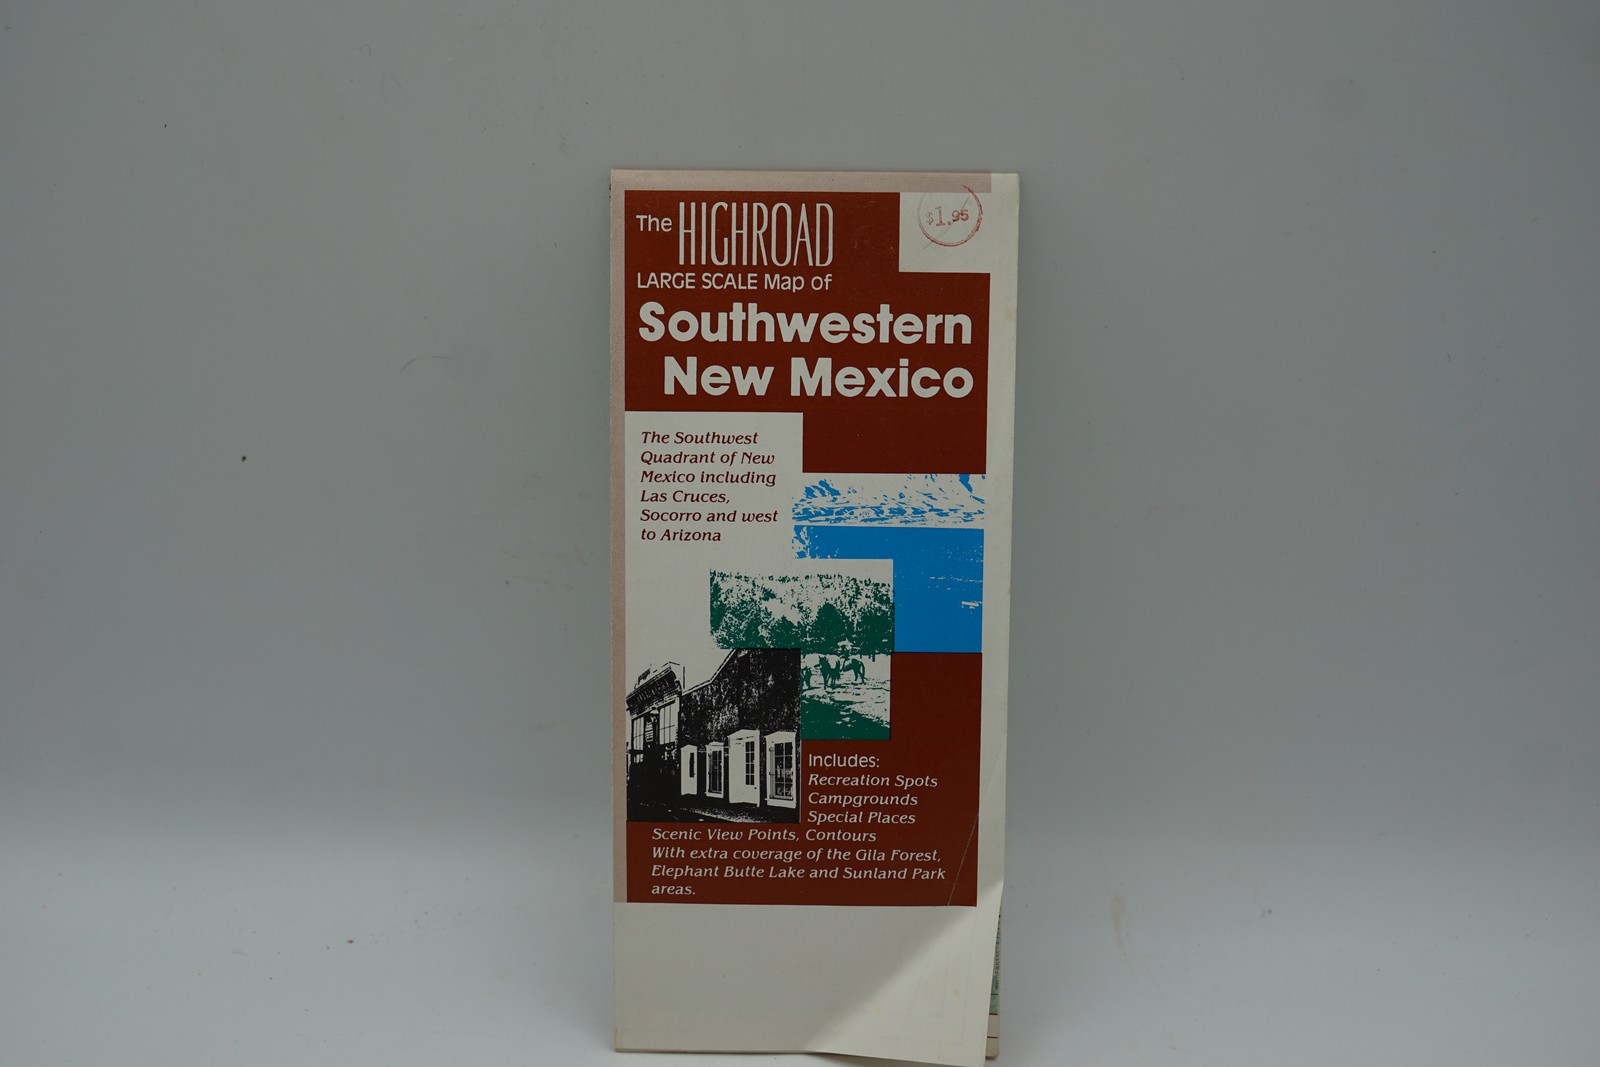 $1.95
The HIGHROAD
LARGE SCALE Map of
Southwestern
New Mexico
The Southwest
Quadrant of New
Mexico including
Las Cruces,
Socorro and west
to Arizona
Includes:
Recreation Spots
Campgrounds
Special Places
Scenic View Points, Contours
With extra coverage of the Gila Forest,
Elephant Butte Lake and Sunland Park
areas.